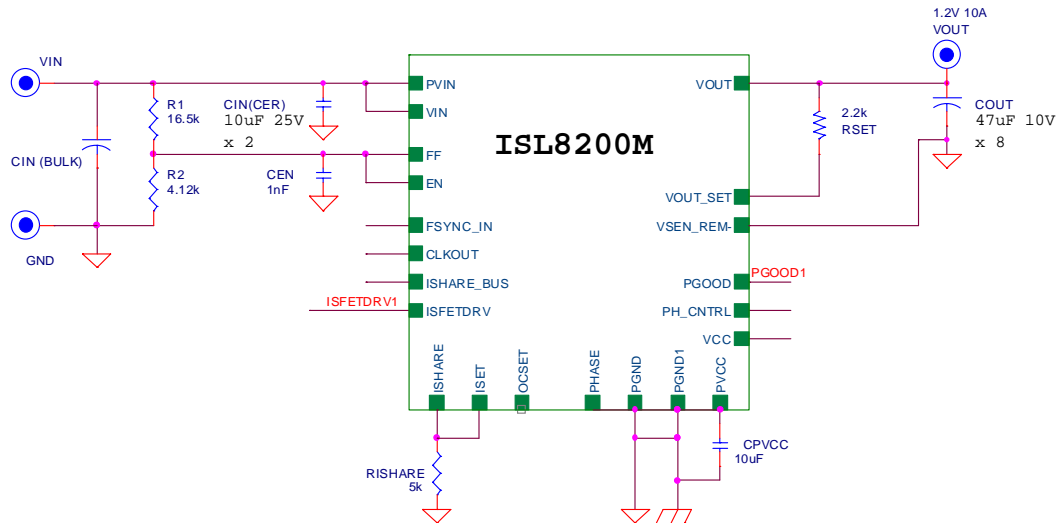 1.2V 10A
VOUT
VIN
R1
16.5k
CIN(CER)
10uF 25V
x 2
CIN (BULK)
R2
4.12k
CEN
1nF
GND
ISL8200M
PVIN
VIN
FF
EN
FSYNC_IN
CLKOUT
ISHARE_BUS
ISFETDRV
ISFETDRV1
VOUT
VOUT_SET
VSEN_REM-
PGOOD
PH_CNTRL
VCC
2.2k
RSET
COUT
47uF 10V
x 8
PGOOD1
ISHARE
ISET
OCSET
PHASE
PGND
PGND1
PVCC
RISHARE
5k
CPVCC
10uF